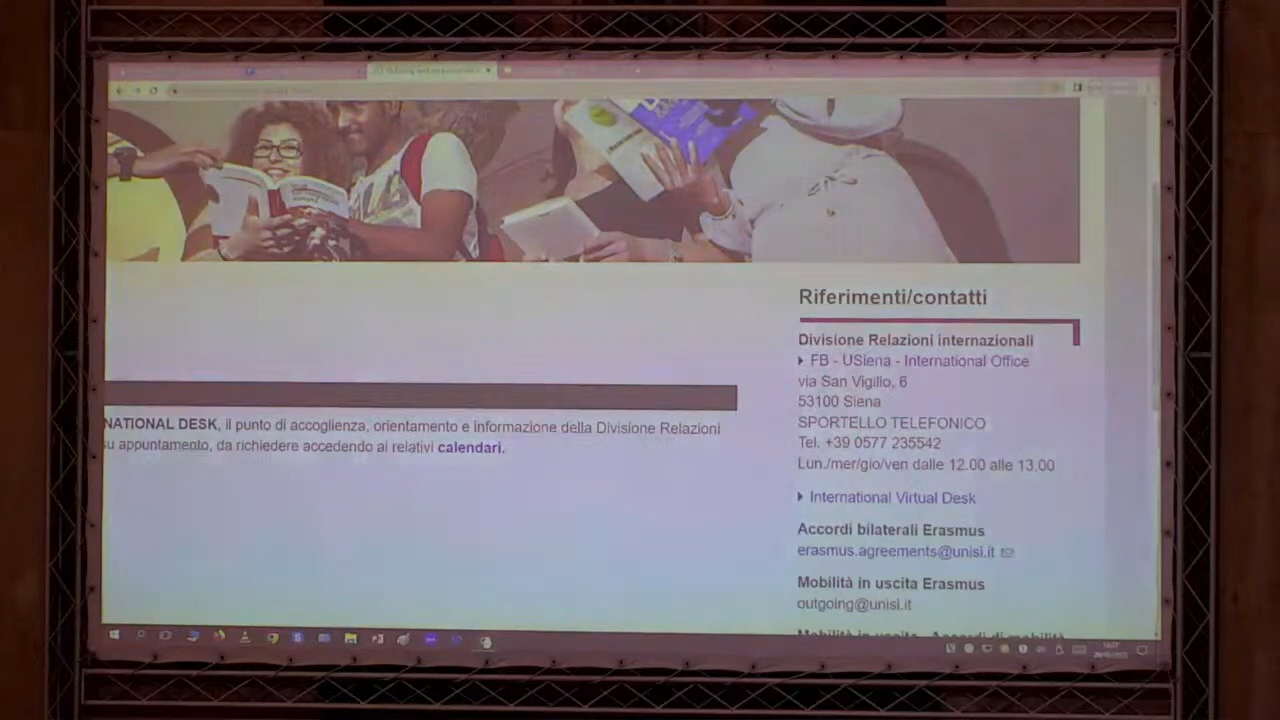 Riferimenti/contatti
Divisione Relazioni internazionali
FB - USiena - International Office
via San Vigilio, 6
53100 Siena
SPORTELLO TELEFONICO
Tel. +39 0577 235542
Lun./mer/gio/ven dalle 12.00 alle 13.00
International Virtual Desk
Accordi bilaterali Erasmus
erasmus.agreements@unisi.it
Mobilità in uscita Erasmus
outgoing@unisi.it
NATIONAL DESK, il punto di accoglienza, orientamento e informazione della Divisione Relazioni
su appuntamento, da richiedere accedendo ai relativi calendari.